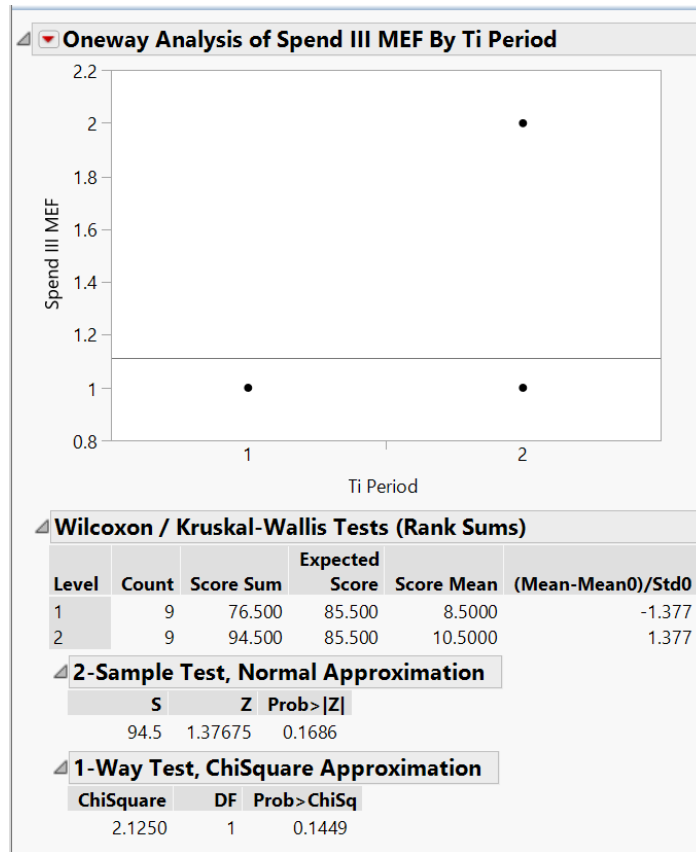 Oneway Analysis of Spend III MEF By Ti Period
2.2
2
1.8
1.6
1.4
1.2
1
0.8
Spend III MEF
1 2
Ti Period
Wilcoxon / Kruskal-Wallis Tests (Rank Sums)
Expected
Level Count Score Sum Score Score Mean (Mean-Mean0)/Std0
1 9 76.500 85.500 8.5000 -1.377
2 9 94.500 85.500 10.5000 1.377
2-Sample Test, Normal Approximation
S Z Prob>|Z|
94.5 1.37675 0.1686
1-Way Test, ChiSquare Approximation
ChiSquare DF Prob>ChiSq
2.1250 1 0.1449